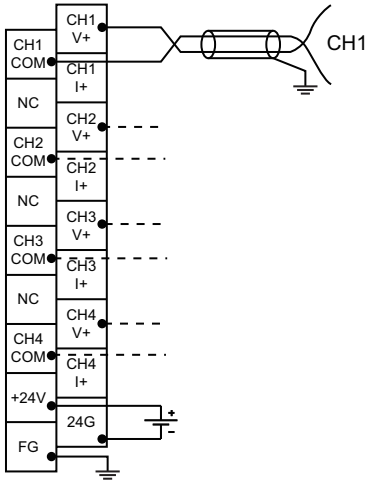 CH1
V+
CH1
CH1
COM
CH1
I+
NC
CH2
V+
CH2
COM
CH2
I+
NC
CH3
V+
CH3
COM
CH3
I+
NC
CH4
V+
CH4
COM
CH4
I+
+24V
24G
+
-
FG